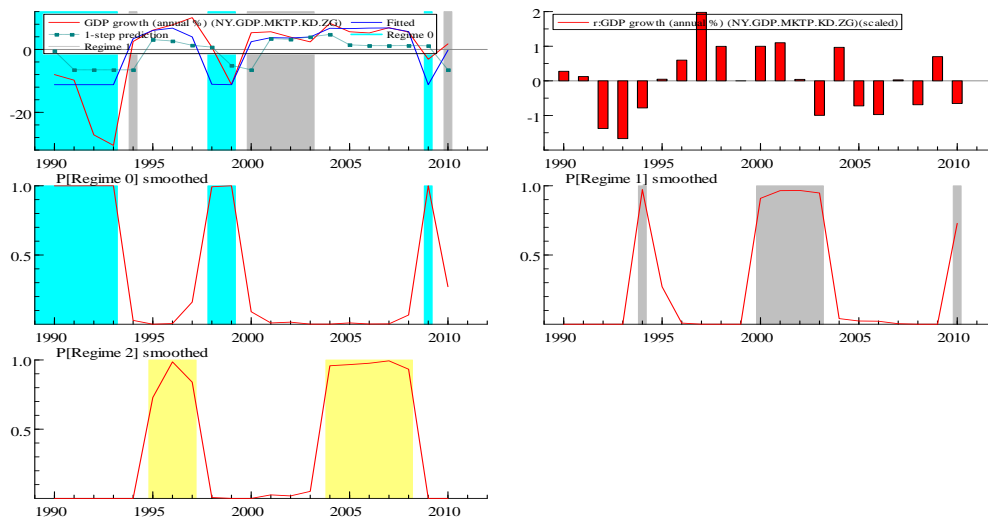 GDP growth (annual %) (NY.GDP.MKTP.KD.ZG) Fitted
1-step prediction Regime 0
Regime 1
0
-20
1990 1995 2000 2005 2010
r:GDP growth (annual %) (NY.GDP.MKTP.KD.ZG)(scaled)
2
1
0
-1
1990 1995 2000 2005 2010
P[Regime 0] smoothed
1.0
0.5
1990 1995 2000 2005 2010
P[Regime 1] smoothed
1.0
0.5
1990 1995 2000 2005 2010
P[Regime 2] smoothed
1.0
0.5
1990 1995 2000 2005 2010